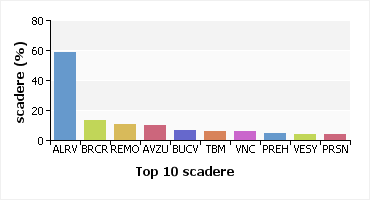 80
60
40
20
0
scadere (%)
ALRV BRCR REMO AVZU BUCV TBM VNC PREH VESY PRSN
Top 10 scadere